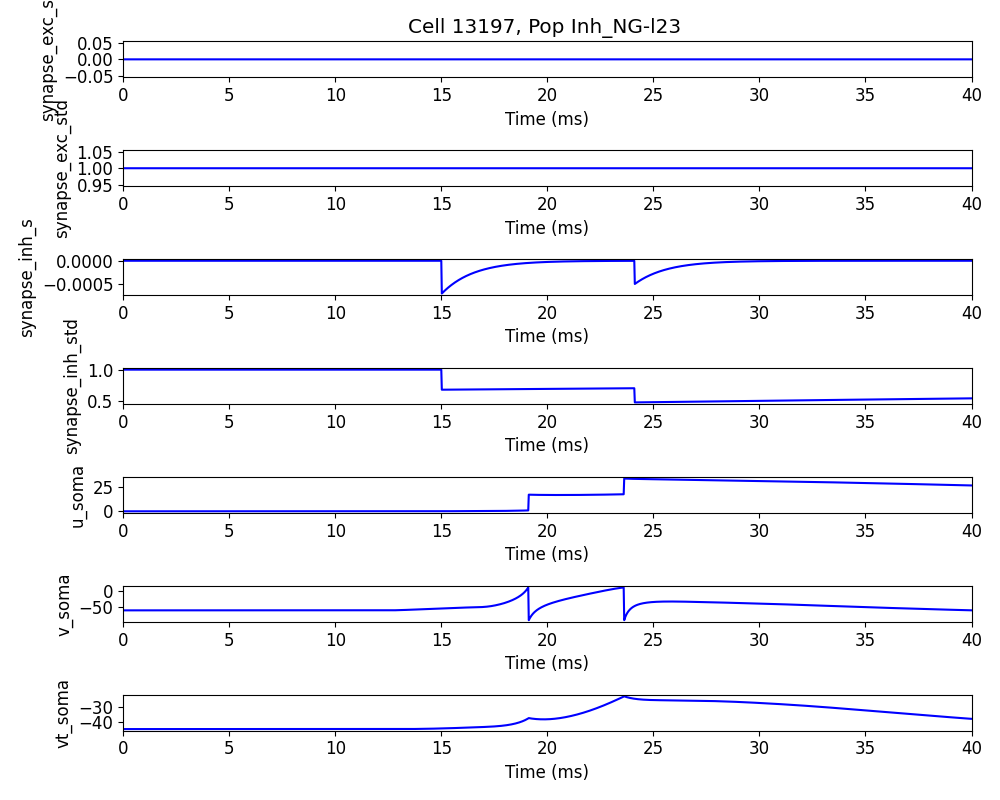 Cell 13197, Pop Inh_NG-l23
synapse_exc_s
0.05
0.00
−0.05
0 5 10 15 20 25 30 35 40
Time (ms)
synapse_exc_std
1.05
1.00
0.95
0 5 10 15 20 25 30 35 40
Time (ms)
synapse_inh_s
0.0000
−0.0005
0 5 10 15 20 25 30 35 40
Time (ms)
synapse_inh_std
1.0
0.5
0 5 10 15 20 25 30 35 40
Time (ms)
u_soma
25
0
0 5 10 15 20 25 30 35 40
Time (ms)
v_soma
0
−50
0 5 10 15 20 25 30 35 40
Time (ms)
vt_soma
−30
−40
0 5 10 15 20 25 30 35 40
Time (ms)